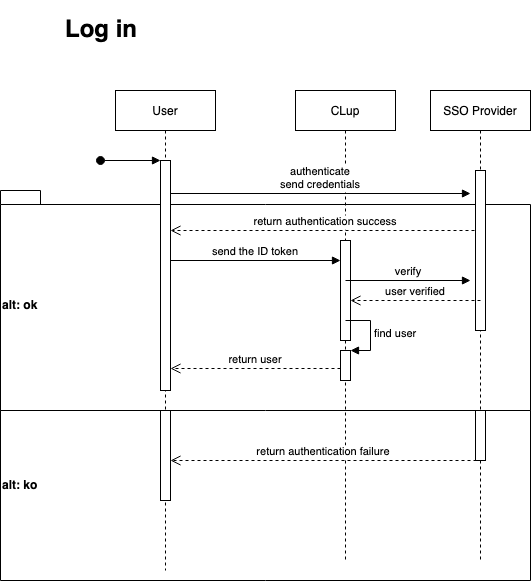 Log in
User
CLup
SSO Provider
authenticate
send credentials
return authentication success
send the ID token
verify
user verified
alt: ok
find user
return user
return authentication failure
alt: ko